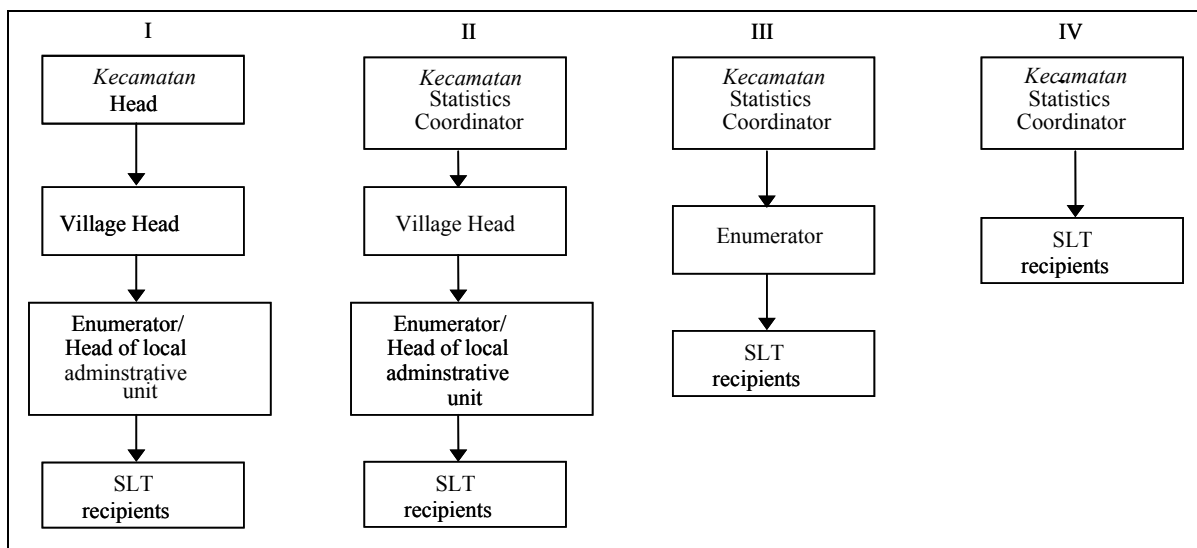 I
Kecamatan
Head
Village Head
Enumerator/
Head of local
adminstrative
unit
SLT
recipients
II
Kecamatan
Statistics
Coordinator
Village Head
Enumerator/
Head of local
adminstrative
unit
SLT
recipients
III
Kecamatan
Statistics
Coordinator
Enumerator
SLT
recipients
IV
Kecamatan
Statistics
Coordinator
SLT
recipients